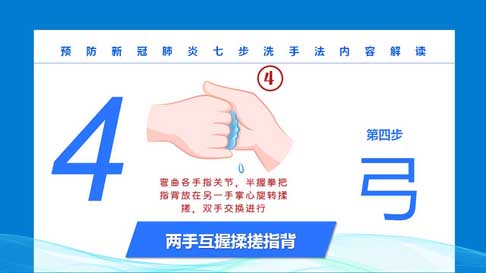 预防新冠肺炎七步洗手法内容解读
4
④
第四步
弓
弯曲各手指关节，半握拳把
指背放在另一手掌心旋转揉
搓，双手交换进行
两手互握揉搓指背